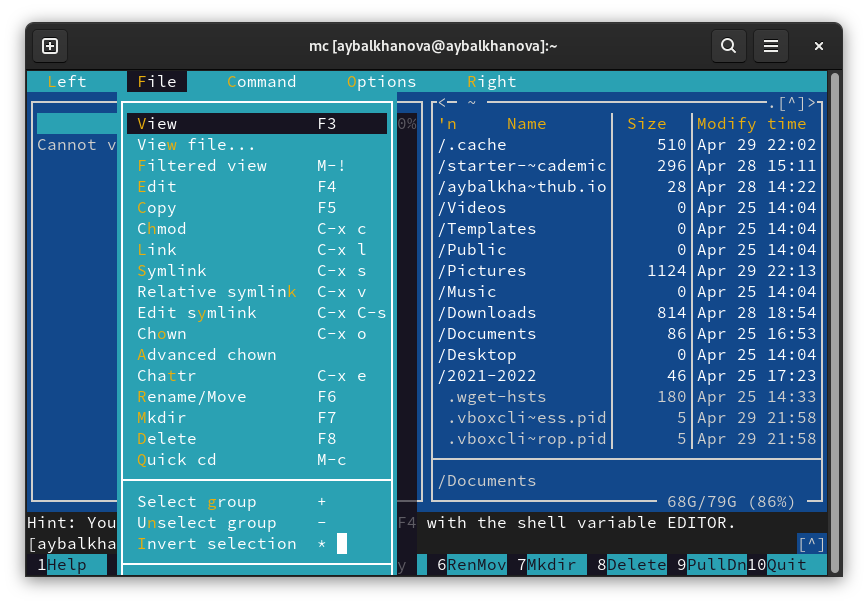 mc [aybalkhanova@aybalkhanova]:~
Left File Command Options Right
View F3
View file...
Filtered view M-!
Edit F4
Copy F5
Chmod C-x c
Link C-x l
Symlink C-x s
Relative symlink C-x v
Edit symlink C-x C-s
Chown C-x o
Advanced chown
Chattr C-x e
Rename/Move F6
Mkdir F7
Delete F8
Quick cd M-c
Select group +
Unselect group -
Invert selection *
0%
Cannot v
<- ~ .[^]>
'n Name Size Modify time
/.cache 510 Apr 29 22:02
/starter-~cademic 296 Apr 28 15:11
/aybalkha~thub.io 28 Apr 28 14:22
/Videos 0 Apr 25 14:04
/Templates 0 Apr 25 14:04
/Public 0 Apr 25 14:04
/Pictures 1124 Apr 29 22:13
/Music 0 Apr 25 14:04
/Downloads 814 Apr 28 18:54
/Documents 86 Apr 25 16:53
/Desktop 0 Apr 25 14:04
/2021-2022 46 Apr 25 17:23
.wget-hsts 180 Apr 25 14:33
.vboxcli~ess.pid 5 Apr 29 21:58
.vboxcli~rop.pid 5 Apr 29 21:58
/Documents
68G/79G (86%)
Hint: You F4 with the shell variable EDITOR.
[aybalkha [^]
1Help y 6RenMov 7Mkdir 8Delete 9PullDn 10Quit